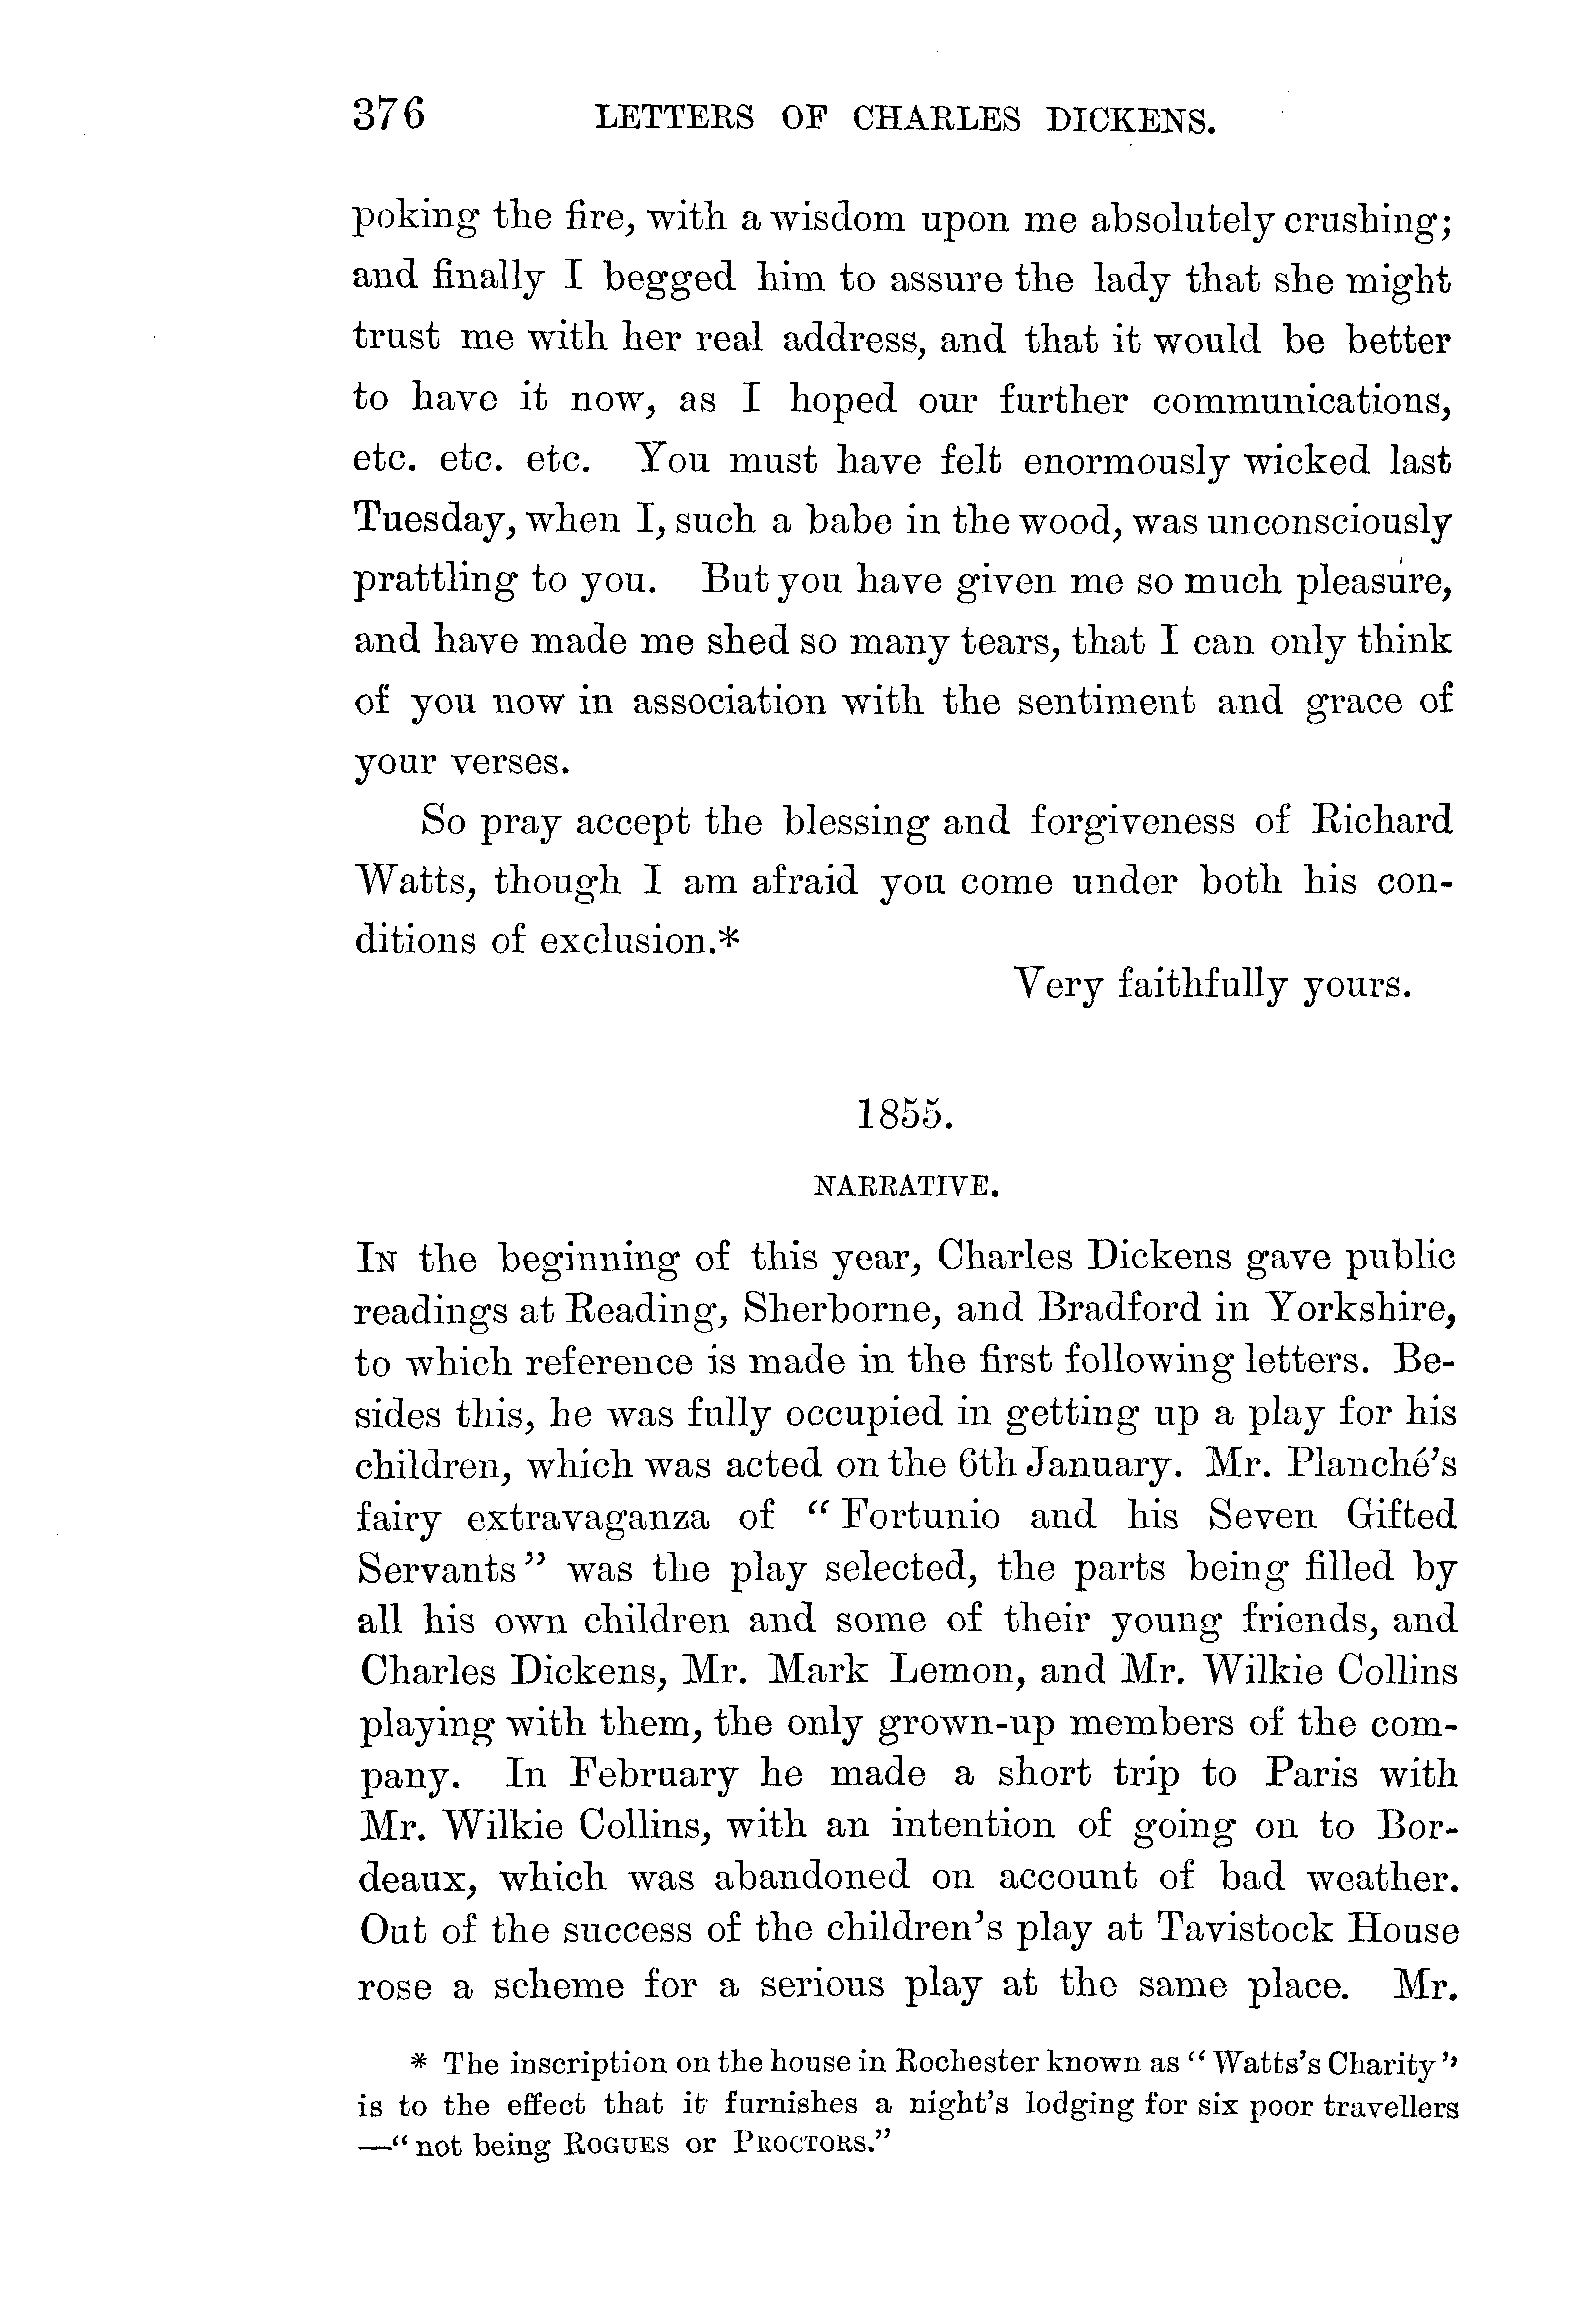 376 LETTERS OF CHARLES DICKENS.
poking the fire, with a wisdom upon me absolutely crushing;
and finally I begged him to assure the lady that she might
trust me with her real address, and that it would be better
to have it now, as I hoped our further communications,
etc. etc. etc. You must have felt enormously wicked last
Tuesday, when I, such a babe in the wood, was unconsciously
prattling to you. But you have given me so much pleasure,
and have made me shed so many tears, that I can only think
of you now in association with the sentiment and grace of
your verses.
So pray accept the blessing and forgiveness of Richard
Watts, though I am afraid you come under both his con-
ditions of exclusion.*
Very faithfully yours.
1855.
NARRATIVE.
IN the beginning of this year, Charles Dickens gave public
readings at Reading, Sherborne, and Bradford in Yorkshire,
to which reference is made in the first following letters. Be-
sides this, he was fully occupied in getting up a play for his
children, which was acted on the 6th January. Mr. Planché's
fairy extravaganza of "Fortunio and his Seven Gifted
Servants" was the play selected, the parts being filled by
all his own children and some of their young friends, and
Charles Dickens, Mr. Mark Lemon, and Mr. Wilkie Collins
playing with them, the only grown-up members of the com-
pany. In February he made a short trip to Paris with
Mr. Wilkie Collins, with an intention of going on to Bor-
deaux, which was abandoned on account of bad weather.
Out of the success of the children's play at Tavistock House
rose a scheme for a serious play at the same place. Mr.
* The inscription on the house in Rochester known as "Watts's Charity"
is to the effect that it furnishes a night's lodging for six poor travellers
—"not being ROGUES or PROCTORS."